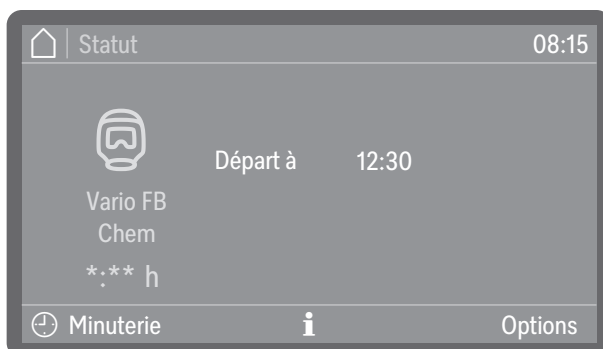 Statut 08:15
Départ à 12:30
Vario FB
Chem
*:** h
Minuterie i Options